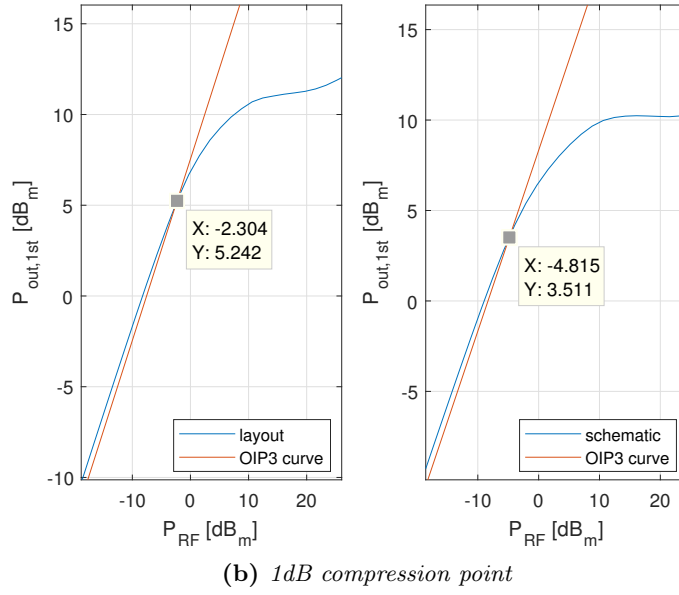 15
10
5
0
-5
-10
P_out,1st [dB_m]
X: -2.304
Y: 5.242
layout
OIP3 curve
-10 0 10 20
P_RF [dB_m]
15
10
5
0
-5
P_out,1st [dB_m]
X: -4.815
Y: 3.511
schematic
OIP3 curve
-10 0 10 20
P_RF [dB_m]
(b) 1dB compression point